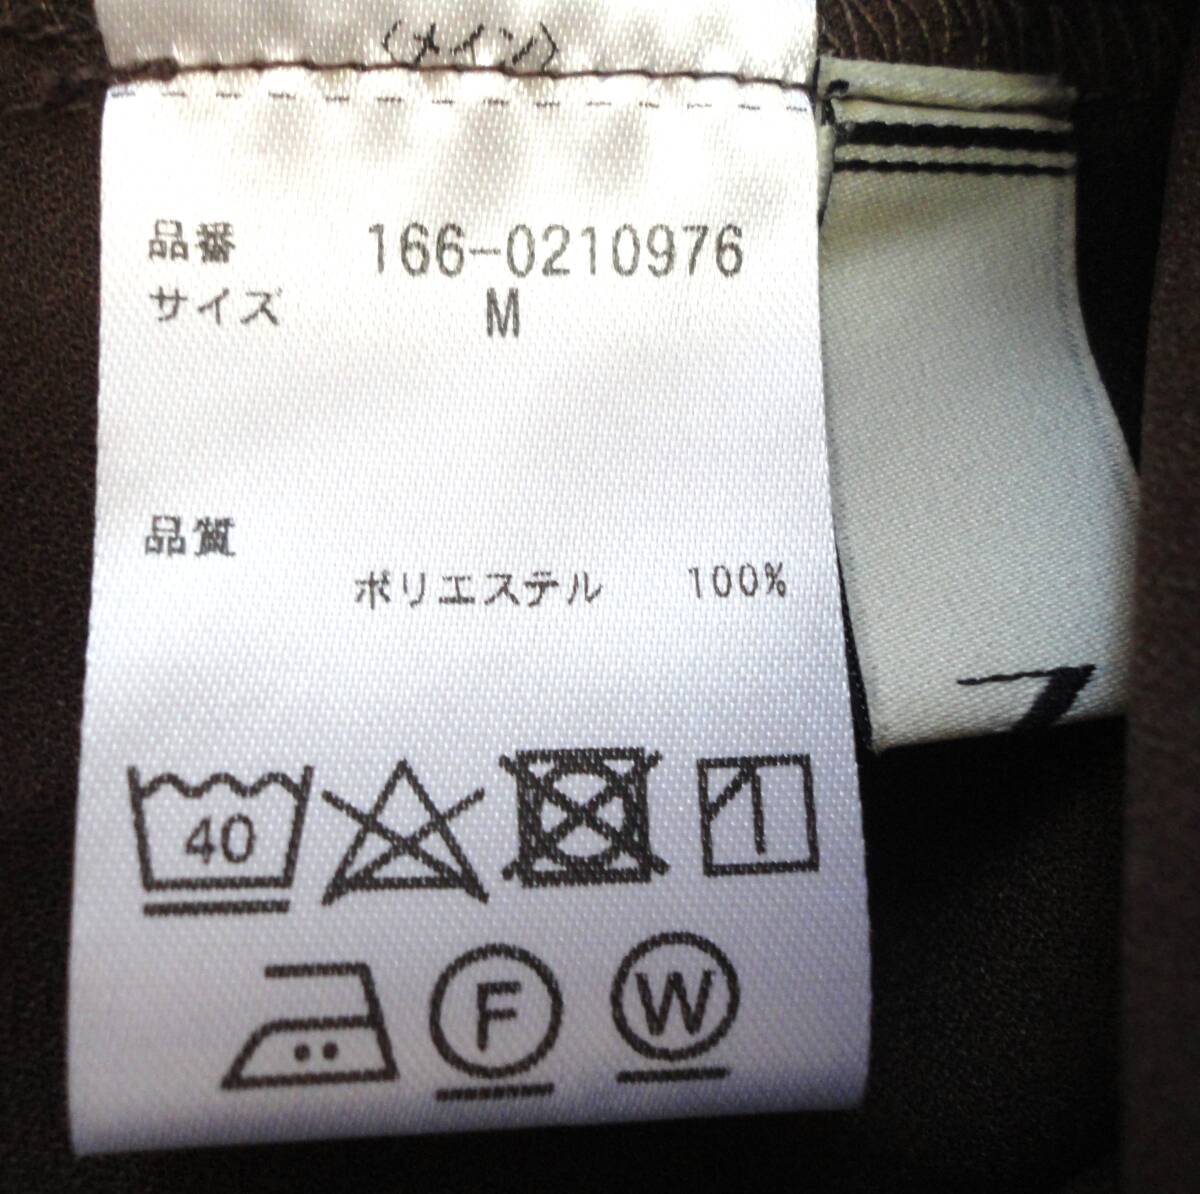 (メイン)
品番 166-0210976
サイズ M
品質
ポリエステル 100%
40
F W